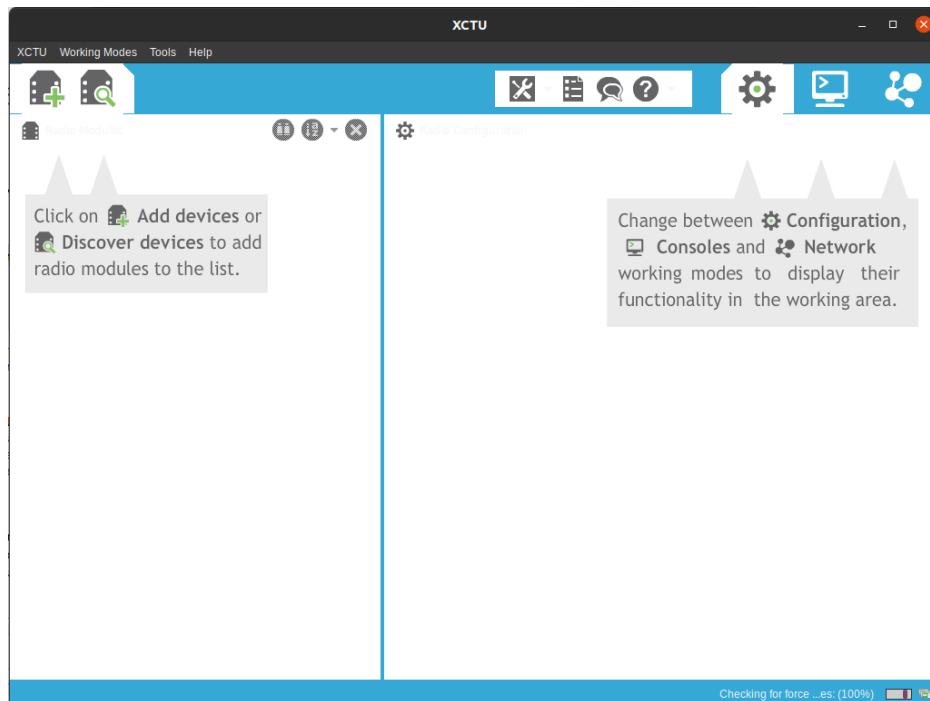 XCTU
XCTU Working Modes Tools Help
Radio Modules
Radio Configuration
Click on Add devices or
Discover devices to add
radio modules to the list.
Change between Configuration,
Consoles and Network
working modes to display their
functionality in the working area.
Checking for force ...es: (100%)